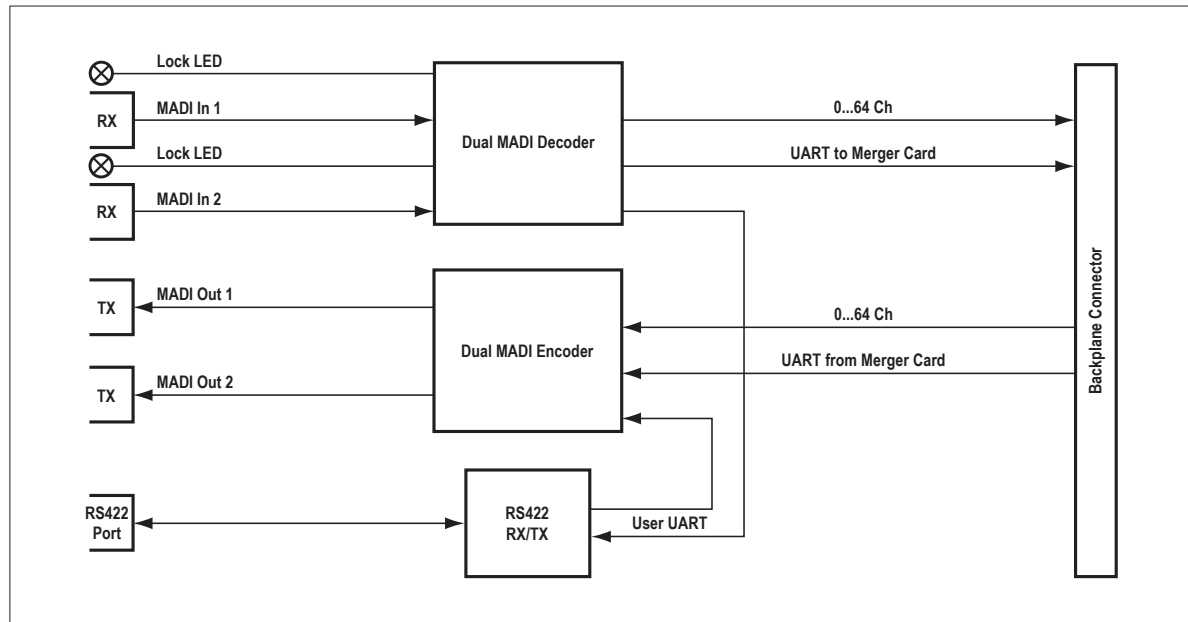 Lock LED
RX
MADI In 1
Lock LED
RX
MADI In 2
Dual MADI Decoder
0...64 Ch
UART to Merger Card
TX
MADI Out 1
TX
MADI Out 2
Dual MADI Encoder
0...64 Ch
UART from Merger Card
Backplane Connector
RS422
Port
RS422
RX/TX
User UART